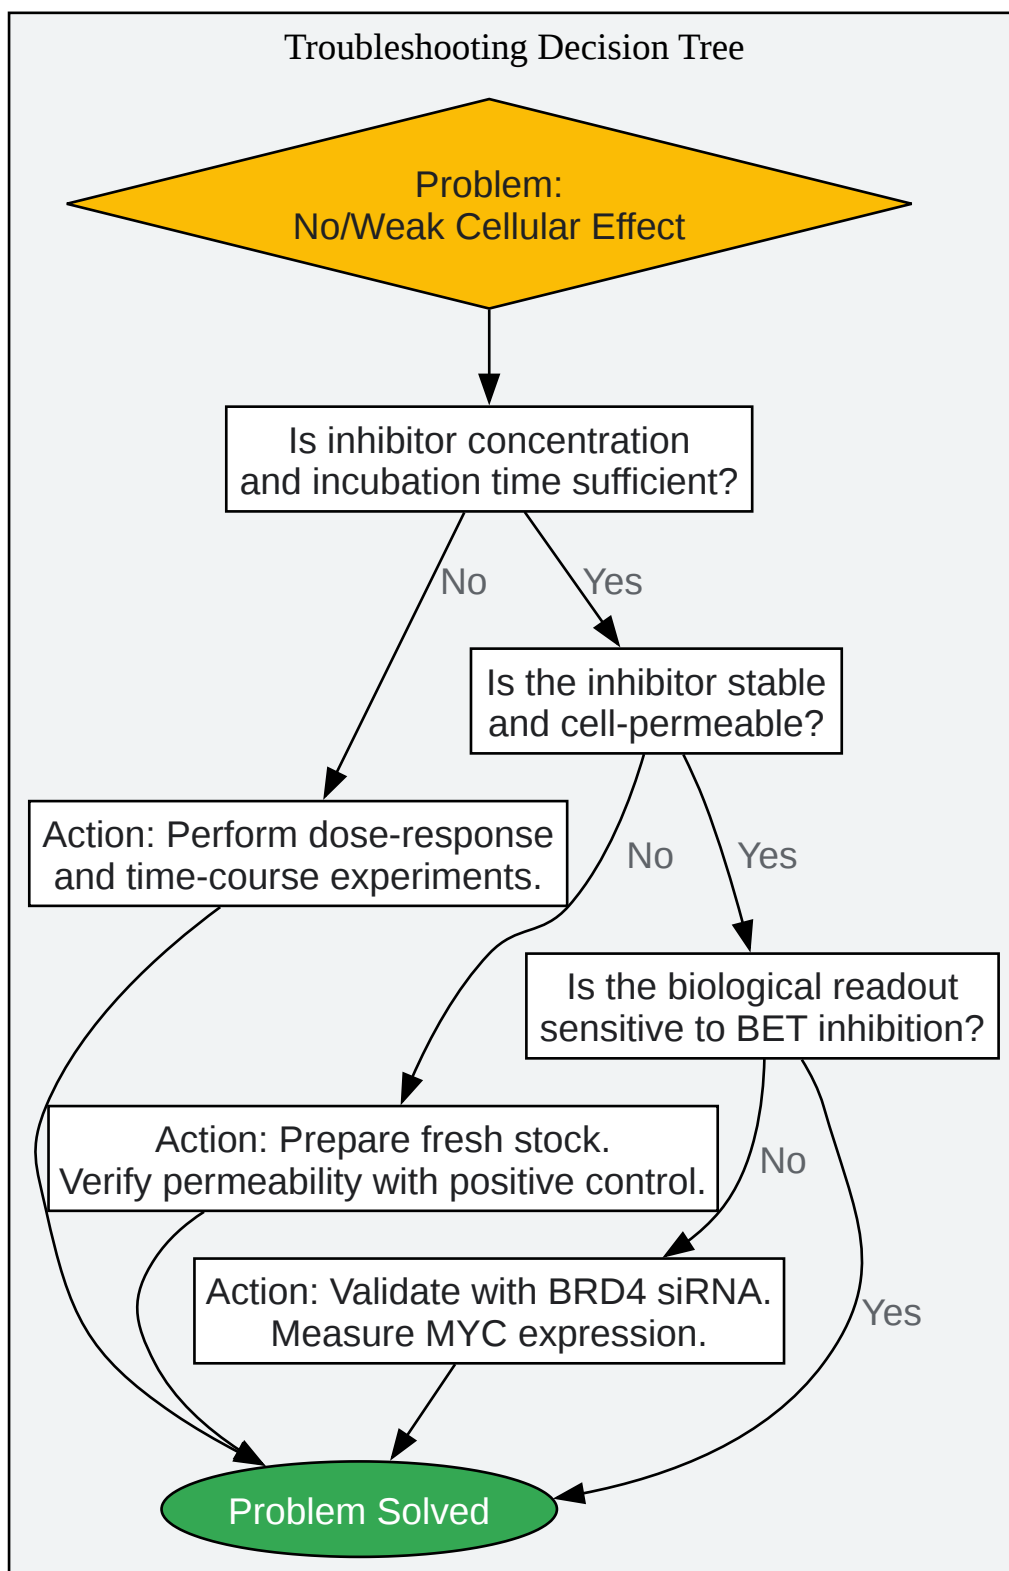 Troubleshooting Decision Tree
Problem:
No/Weak Cellular Effect
Is inhibitor concentration
and incubation time sufficient?
No
Yes
Is the inhibitor stable
and cell-permeable?
Action: Perform dose-response
and time-course experiments.
No
Yes
Is the biological readout
sensitive to BET inhibition?
Action: Prepare fresh stock.
Verify permeability with positive control.
No
Action: Validate with BRD4 siRNA.
Measure MYC expression.
Yes
Problem Solved